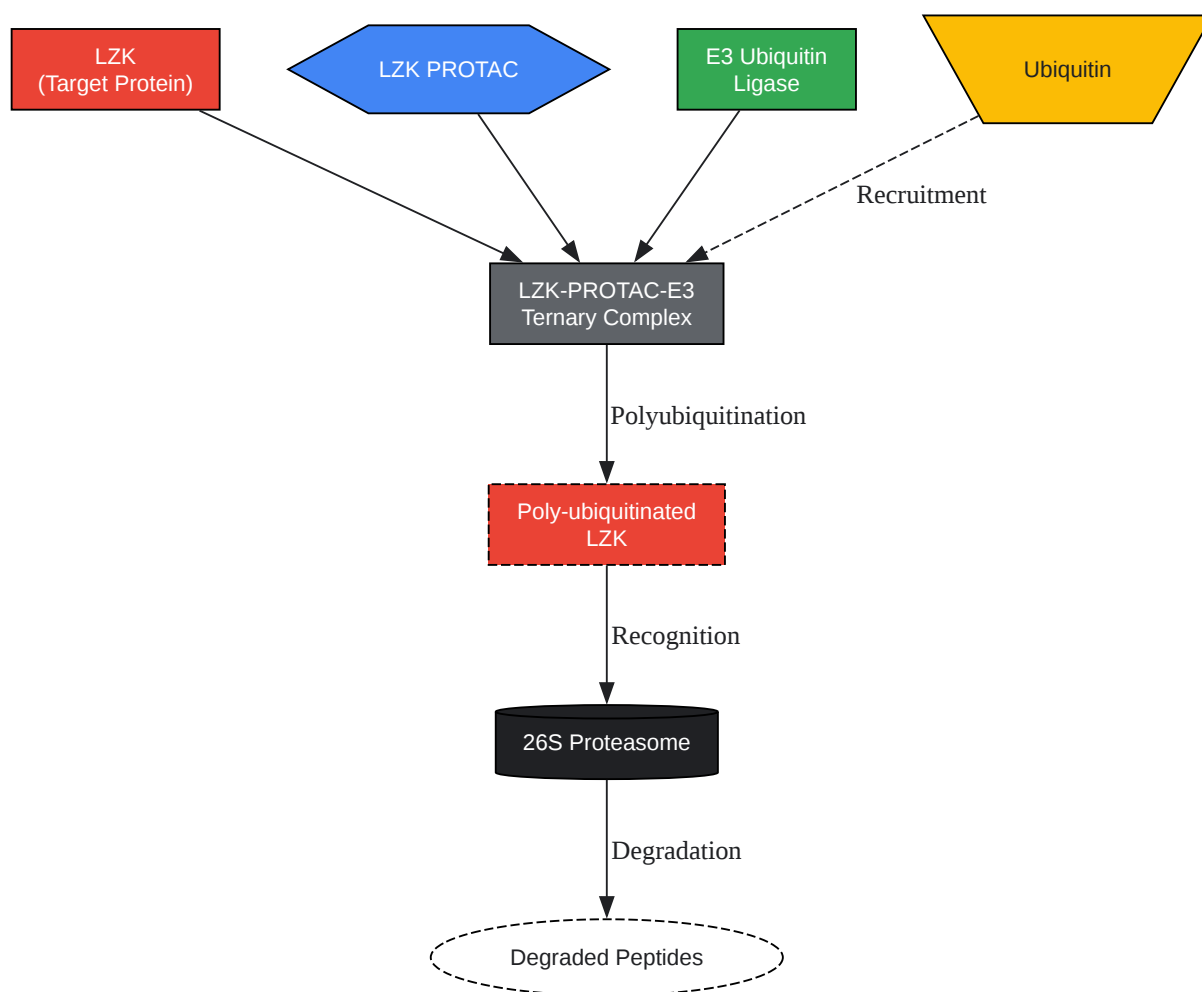 LZK
(Target Protein)
LZK PROTAC
E3 Ubiquitin
Ligase
Ubiquitin
Recruitment
LZK-PROTAC-E3
Ternary Complex
Polyubiquitination
Poly-ubiquitinated
LZK
Recognition
26S Proteasome
Degradation
Degraded Peptides